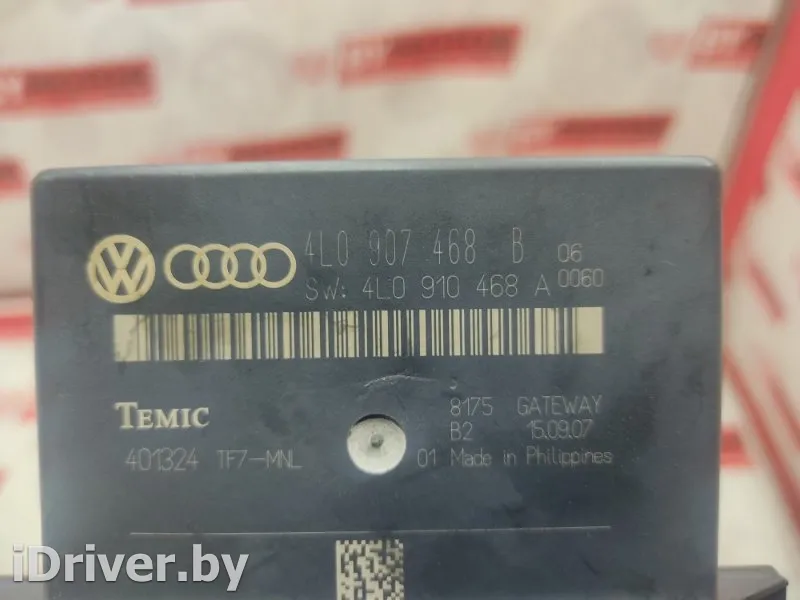 4L0 907 468 B 06
Sw: 4L0 910 468 A 0060
TEMIC
8175 GATEWAY
B2 15.09.07
401324 TF7-MNL
01 Made in Philippines
iDriver.by